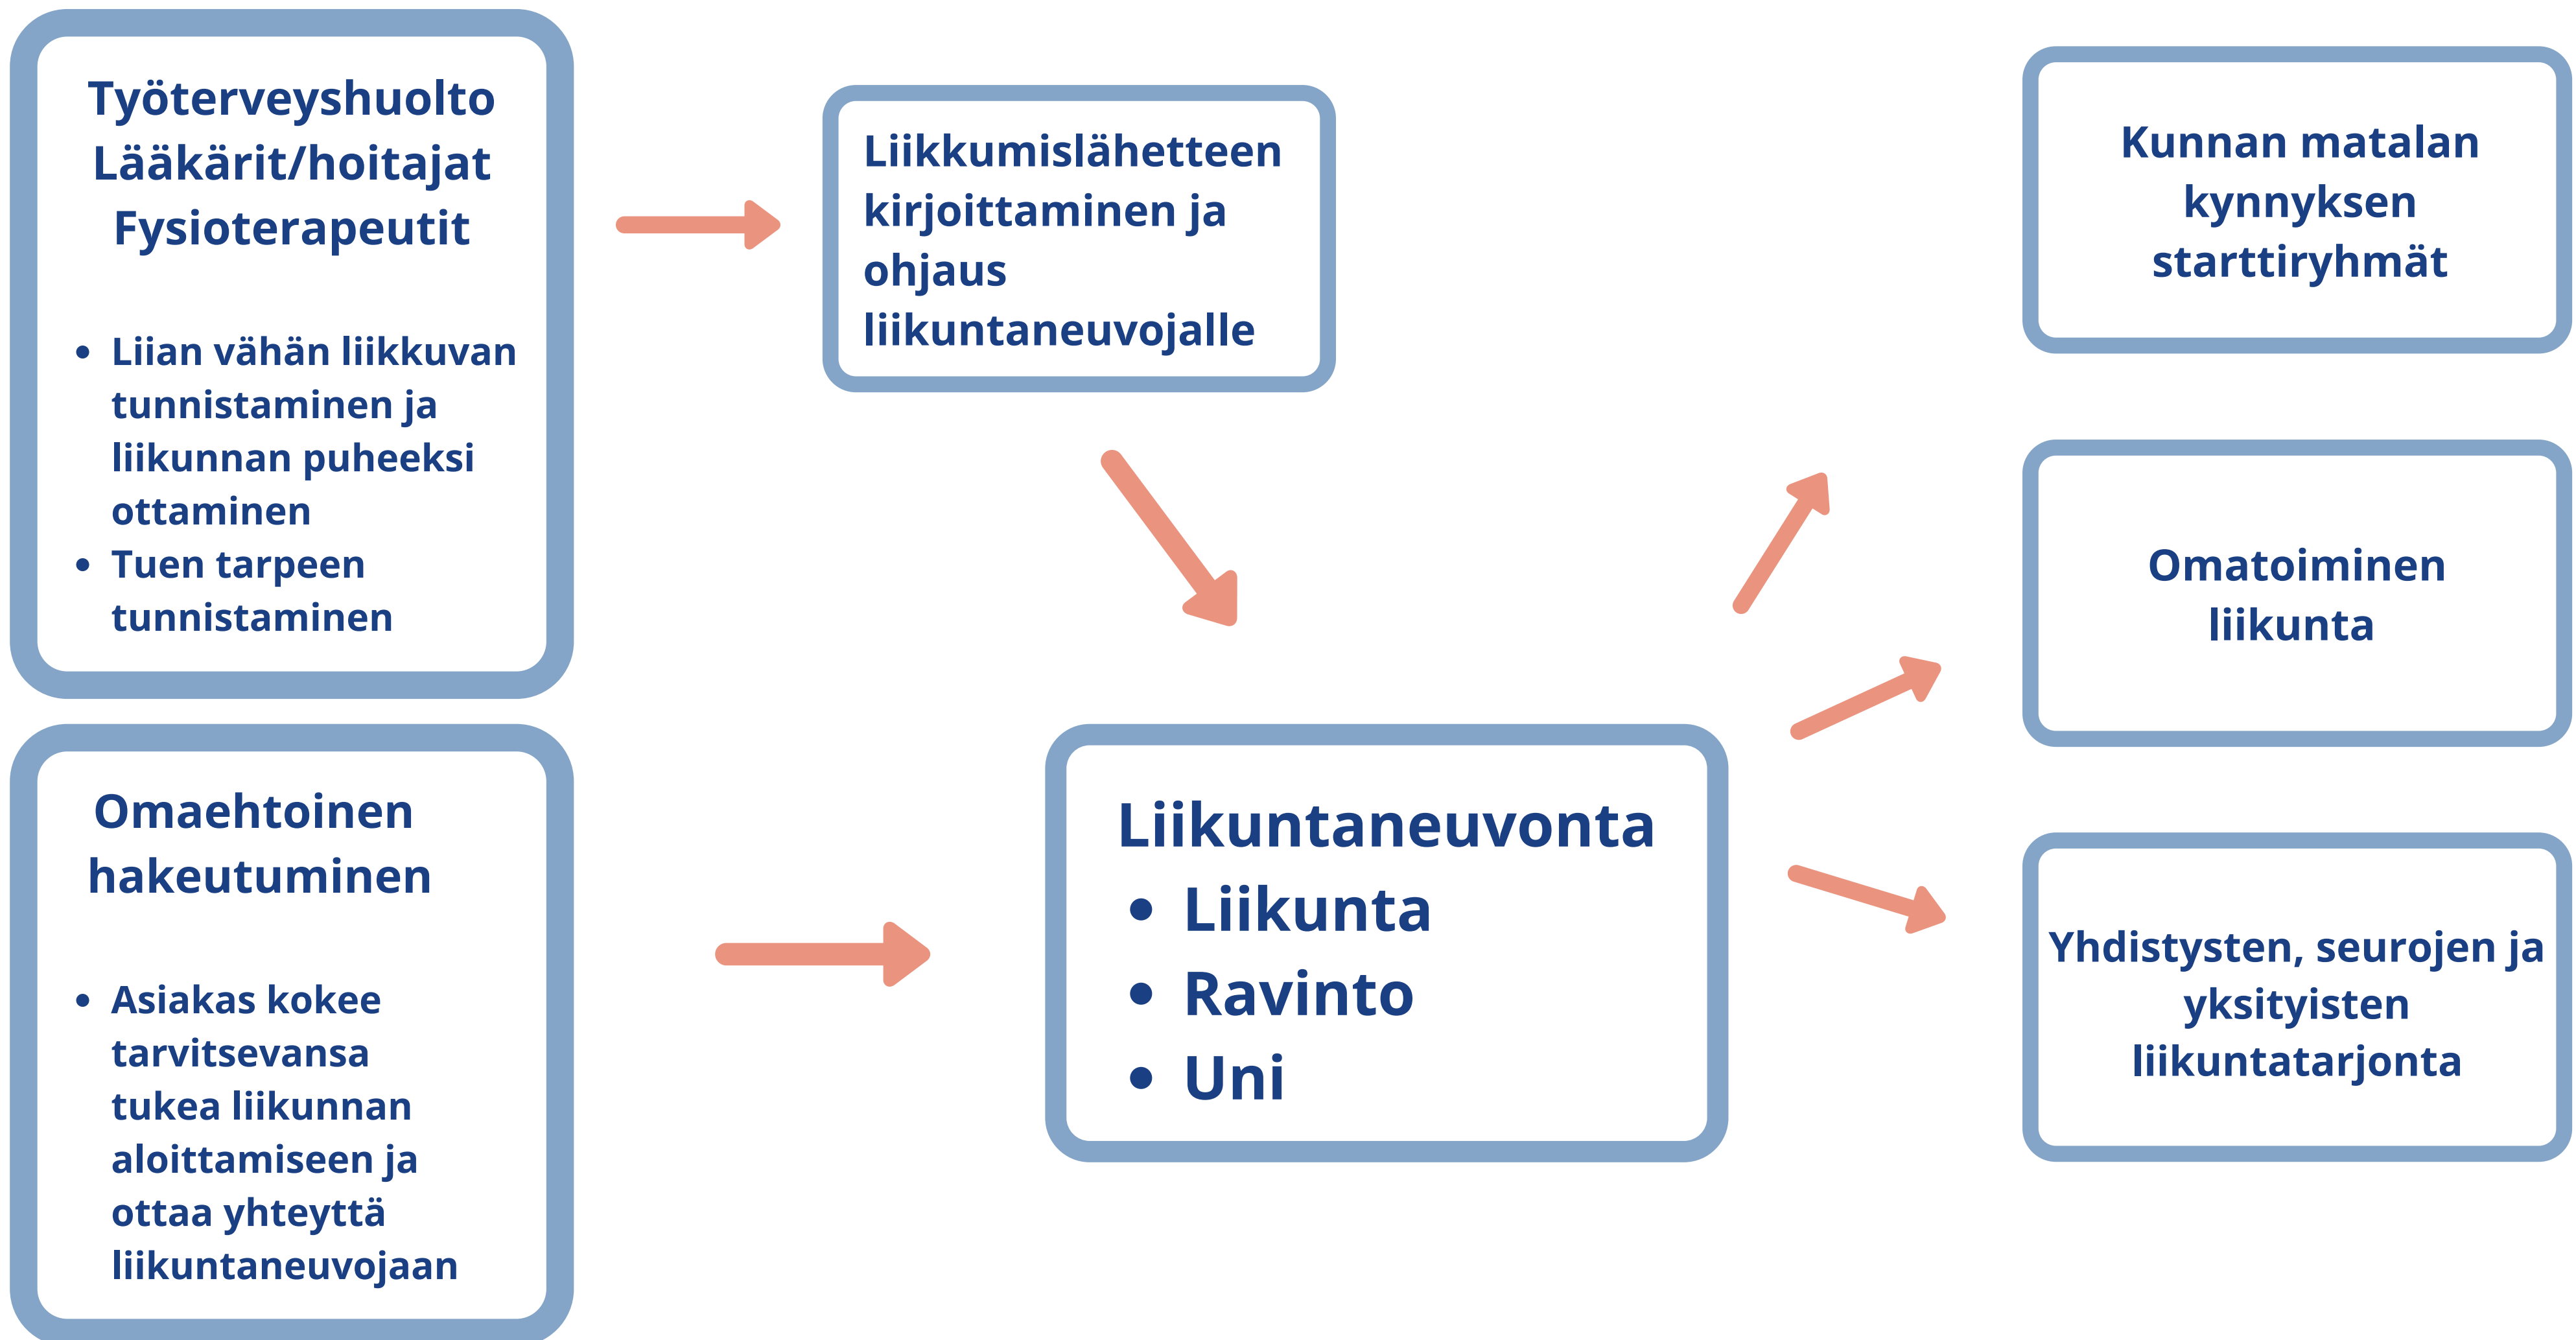 Työterveyshuolto
Lääkärit/hoitajat
Fysioterapeutit
• Liian vähän liikkuvan
tunnistaminen ja
liikunnan puheeksi
ottaminen
• Tuen tarpeen
tunnistaminen
Liikkumislähetteen
kirjoittaminen ja
ohjaus
liikuntaneuvojalle
Omaehtoinen
hakeutuminen
• Asiakas kokee
tarvitsevansa
tukea liikunnan
aloittamiseen ja
ottaa yhteyttä
liikuntaneuvojaan
Liikuntaneuvonta
• Liikunta
• Ravinto
• Uni
Kunnan matalan
kynnyksen
starttiryhmät
Omatoiminen
liikunta
Yhdistysten, seurojen ja
yksityisten
liikuntatarjonta